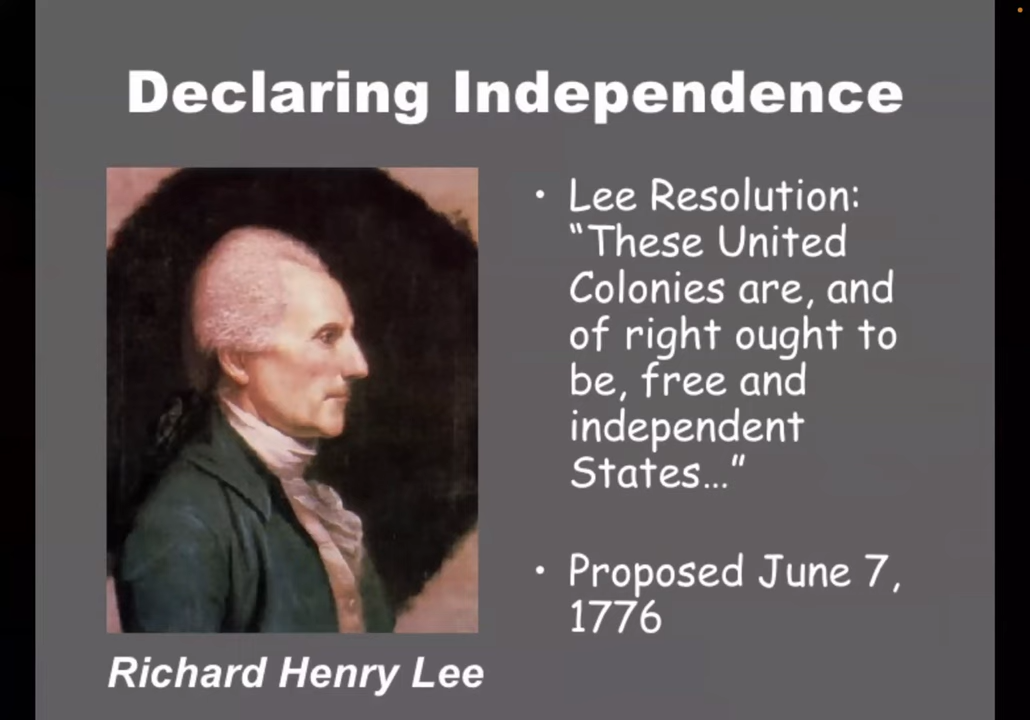 Declaring Independence
• Lee Resolution:
“These United
Colonies are, and
of right ought to
be, free and
independent
States…”
• Proposed June 7,
1776
Richard Henry Lee